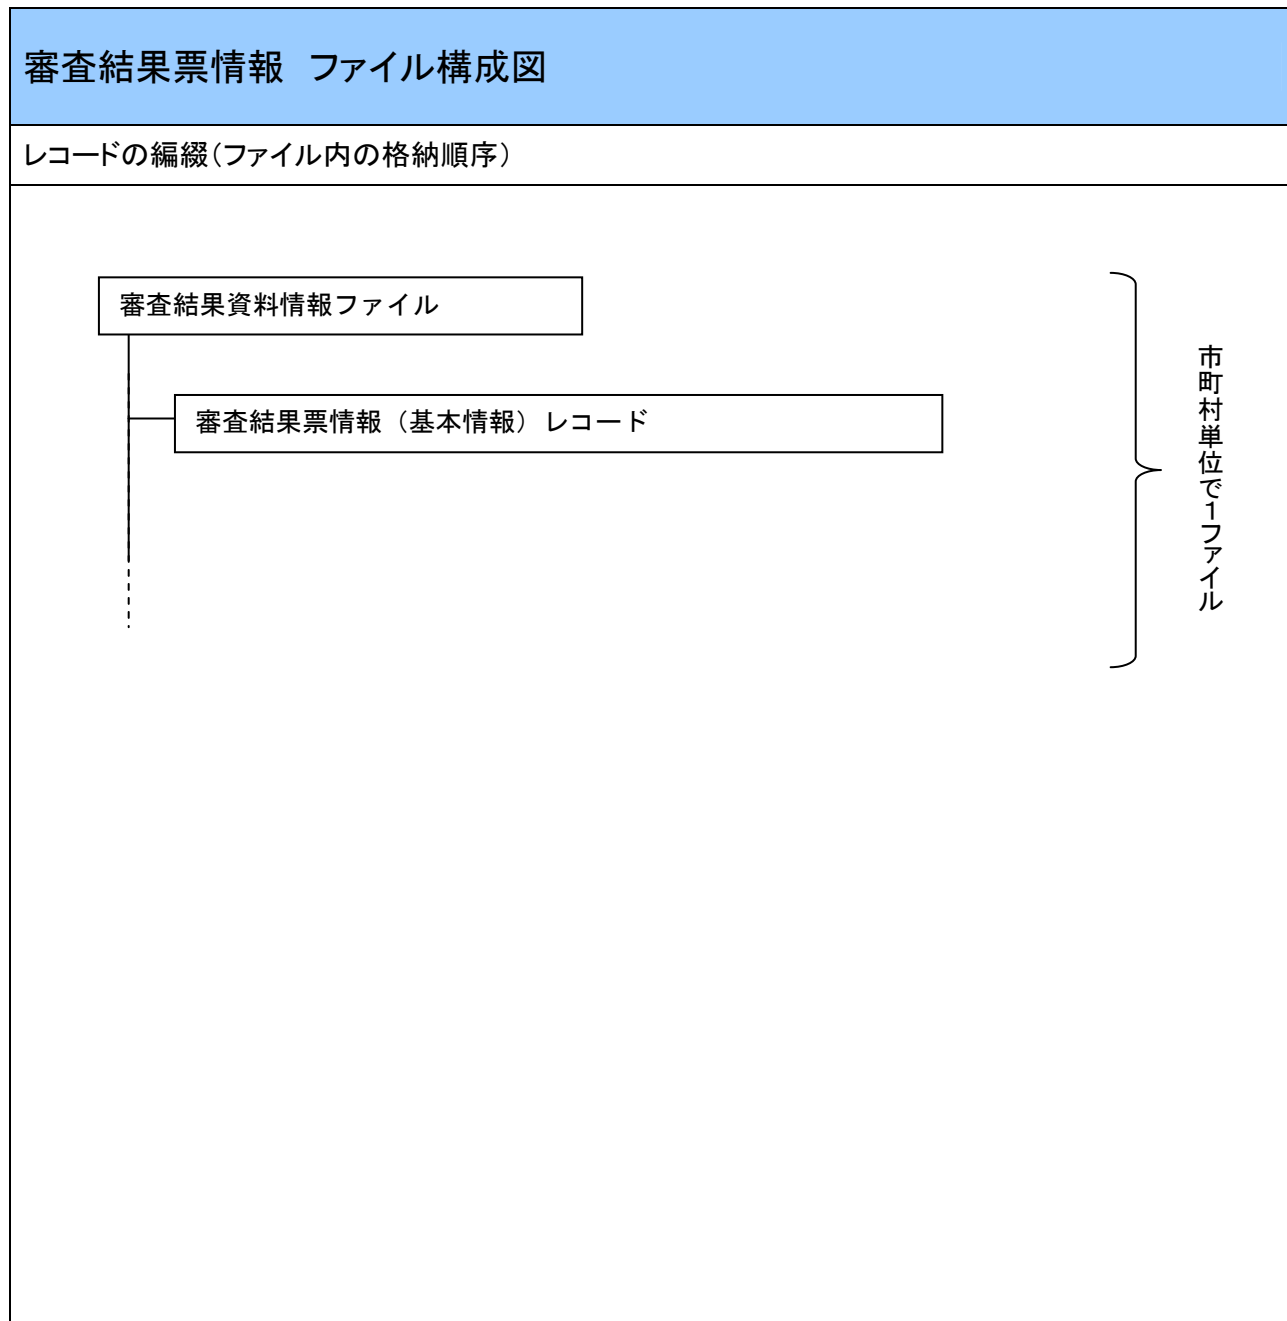 審査結果票情報　ファイル構成図
レコードの編綴（ファイル内の格納順序）
審査結果資料情報ファイル
審査結果票情報（基本情報）レコード
市町村単位で1ファイル